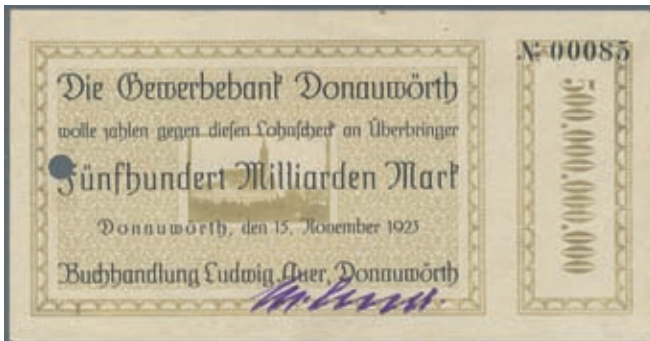 Die Gewerbebank Donauwörth
wolle zahlen gegen diesen Lohnscheck an Überbringer
Fünfhundert Milliarden Mark
Donauwörth, den 15. November 1923
Buchhandlung Ludwig Auer, Donauwörth
№ 00085
500.000.000.000